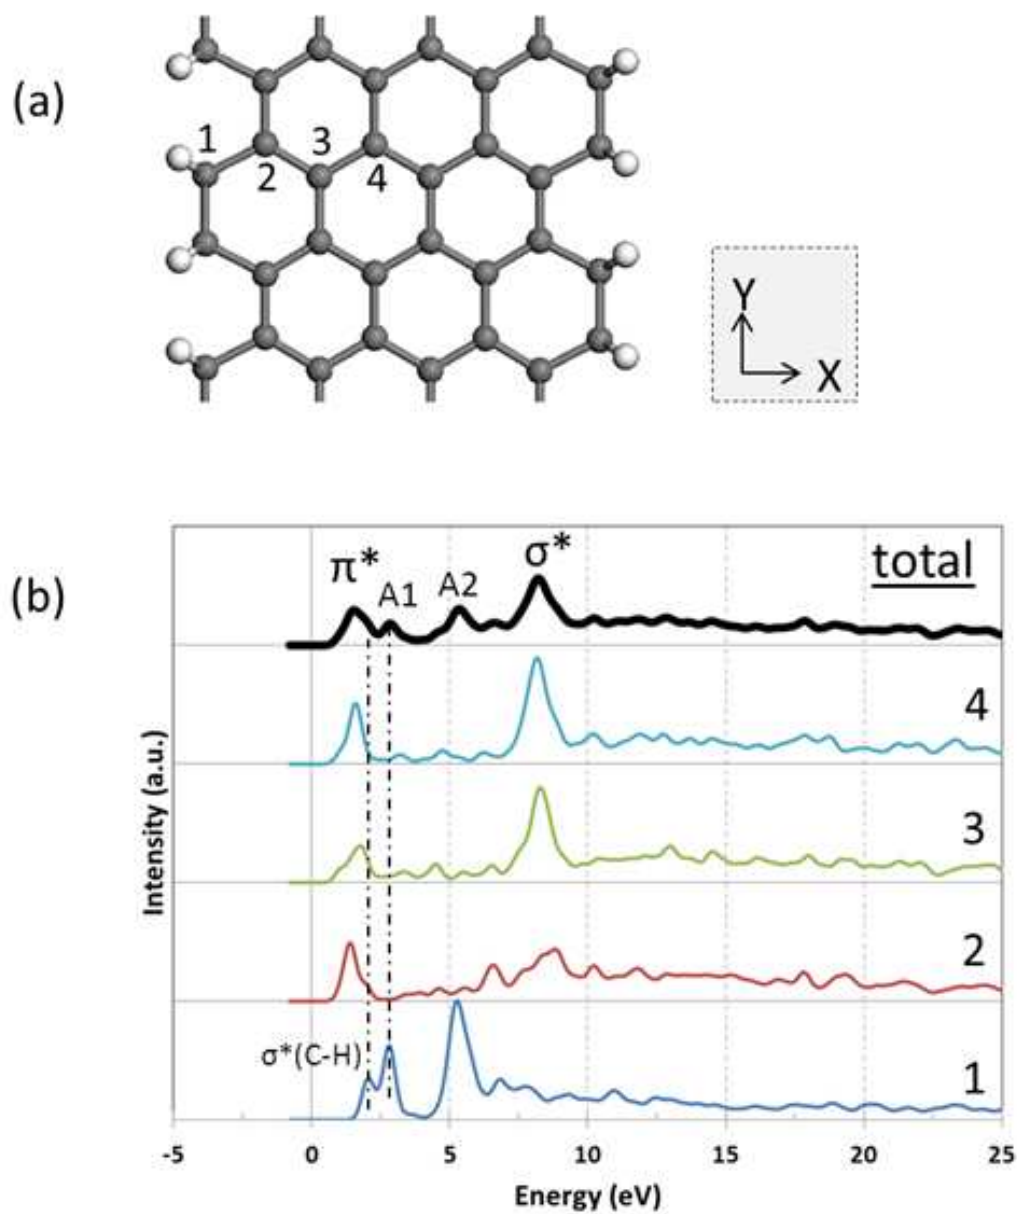 (a)
1 3
2 4
Y
X
(b)
π* σ* total
A1 A2
4
3
2
σ*(C-H) 1
Intensity (a.u.)
-5 0 5 10 15 20 25
Energy (eV)